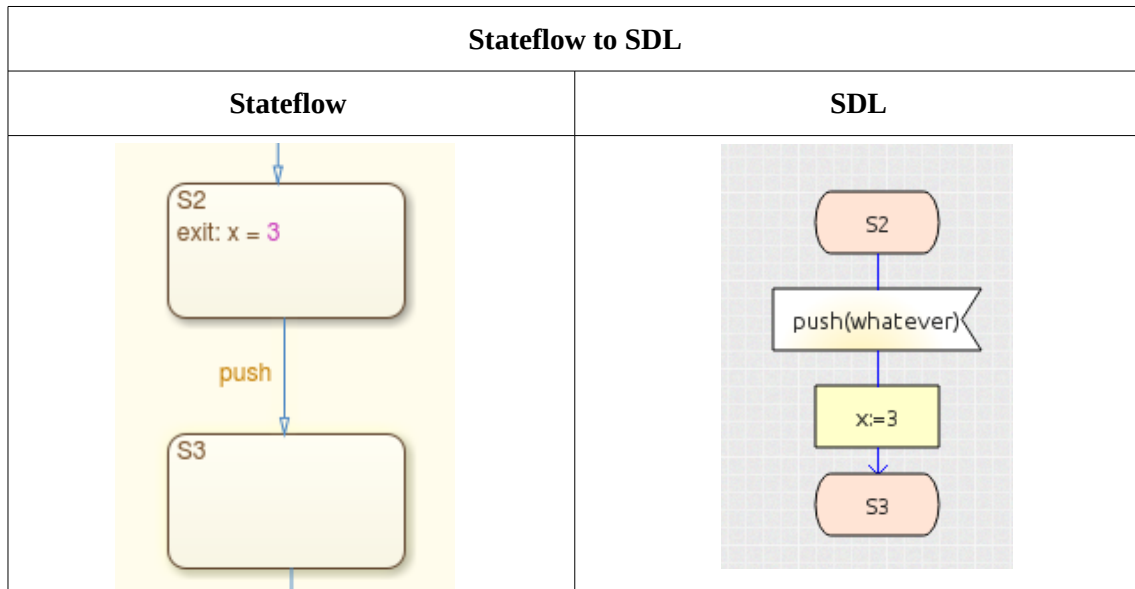 Stateflow to SDL
Stateflow
SDL
S2
exit: x = 3
push
S3
S2
push(whatever)
x:=3
S3